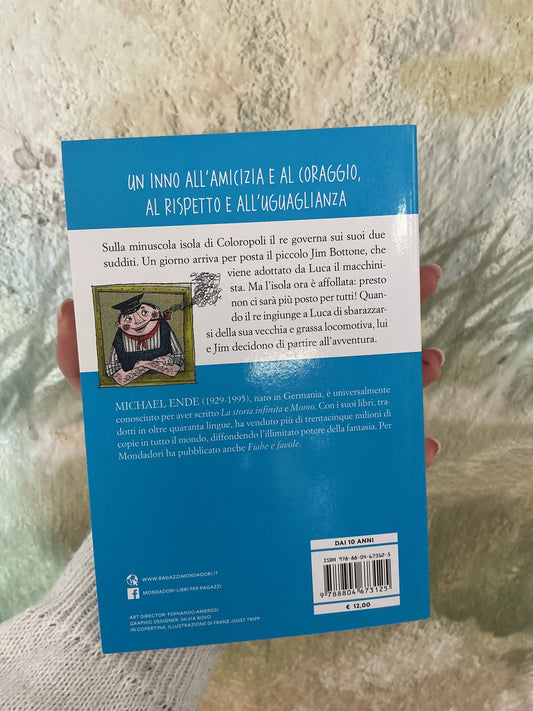 UN INNO ALL'AMICIZIA E AL CORAGGIO,
AL RISPETTO E ALL'UGUAGLIANZA
Sulla minuscola isola di Coloropoli il re governa sui suoi due
sudditi. Un giorno arriva per posta il piccolo Jim Bottone, che
viene adottato da Luca il macchini-
sta. Ma l'isola ora è affollata: presto
non ci sarà più posto per tutti! Quan-
do il re ingiunge a Luca di sbarazzar-
si della sua vecchia e grassa locomotiva, lui
e Jim decidono di partire all'avventura.
MICHAEL ENDE (1929-1995), nato in Germania, è universalmente
conosciuto per aver scritto La storia infinita e Momo. Con i suoi libri, tra-
dotti in oltre quaranta lingue, ha venduto più di trentacinque milioni di
copie in tutto il mondo, diffondendo l'illimitato potere della fantasia. Per
Mondadori ha pubblicato anche Fiabe e favole.
DAI 10 ANNI
ISBN 978-88-04-67312-5
9 788804 673125
€ 12,00
WWW.RAGAZZIMONDADORI.IT
MONDADORI-LIBRI PER RAGAZZI
ART DIRECTOR: FERNANDO AMBROSI
GRAPHIC DESIGNER: SILVIA BOVO
IN COPERTINA: ILLUSTRAZIONE DI FRANZ JOSEF TRIPP